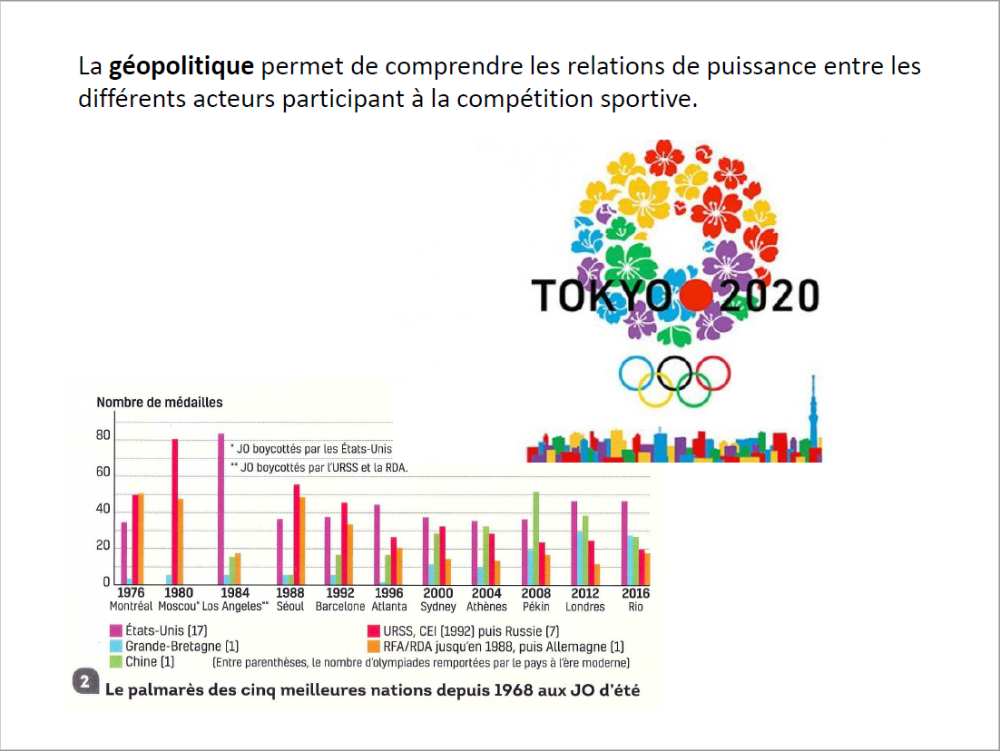 La géopolitique permet de comprendre les relations de puissance entre les
différents acteurs participant à la compétition sportive.
TOKYO 2020
Nombre de médailles
80
60
40
20
0
* JO boycottés par les États-Unis
** JO boycottés par l'URSS et la RDA.
1976 1980 1984 1988 1992 1996 2000 2004 2008 2012 2016
Montréal Moscou* Los Angeles** Séoul Barcelone Atlanta Sydney Athènes Pékin Londres Rio
États-Unis (17)
Grande-Bretagne (1)
Chine (1)
URSS, CEI (1992) puis Russie (7)
RFA/RDA jusqu'en 1988, puis Allemagne (1)
(Entre parenthèses, le nombre d'olympiades remportées par le pays à l'ère moderne)
2 Le palmarès des cinq meilleures nations depuis 1968 aux JO d'été